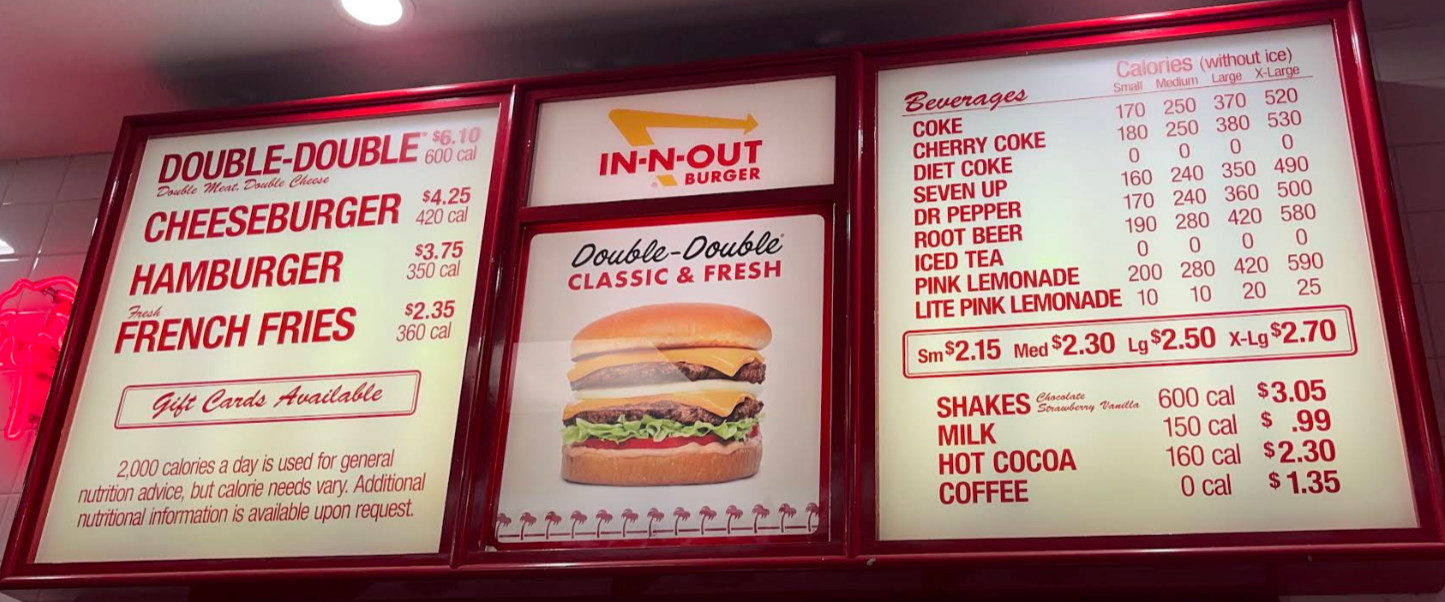 DOUBLE-DOUBLE® $6.10
600 cal
Double Meat, Double Cheese
CHEESEBURGER $4.25
420 cal
HAMBURGER $3.75
350 cal
Fresh
FRENCH FRIES $2.35
360 cal
Gift Cards Available
2,000 calories a day is used for general
nutrition advice, but calorie needs vary. Additional
nutritional information is available upon request.
IN-N-OUT
BURGER
Double-Double®
CLASSIC & FRESH
Calories (without ice)
Beverages Small Medium Large X-Large
COKE 170 250 370 520
CHERRY COKE 180 250 380 530
DIET COKE 0 0 0 0
SEVEN UP 160 240 350 490
DR PEPPER 170 240 360 500
ROOT BEER 190 280 420 580
ICED TEA 0 0 0 0
PINK LEMONADE 200 280 420 590
LITE PINK LEMONADE 10 10 20 25
Sm $2.15 Med $2.30 Lg $2.50 X-Lg $2.70
SHAKES Chocolate Strawberry Vanilla 600 cal $3.05
MILK 150 cal $ .99
HOT COCOA 160 cal $2.30
COFFEE 0 cal $1.35